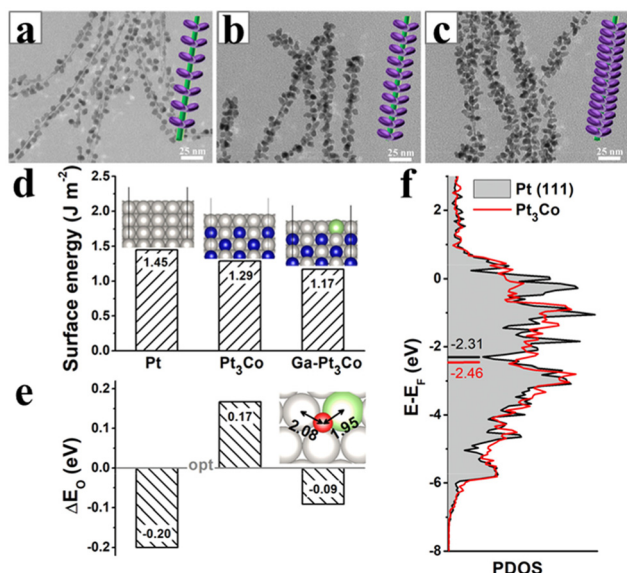 a
25 nm
b
25 nm
c
25 nm
d
Surface energy (J m⁻²)
2.5
2.0
1.5
1.0
0.5
0.0
1.45
1.29
1.17
Pt
Pt₃Co
Ga-Pt₃Co
e
ΔE_O (eV)
0.2
0.1
0.0
-0.1
-0.2
opt
-0.20
0.17
-0.09
2.08
1.95
f
Pt (111)
Pt₃Co
E-E_F (eV)
2
0
-2
-4
-6
-8
-2.31
-2.46
PDOS